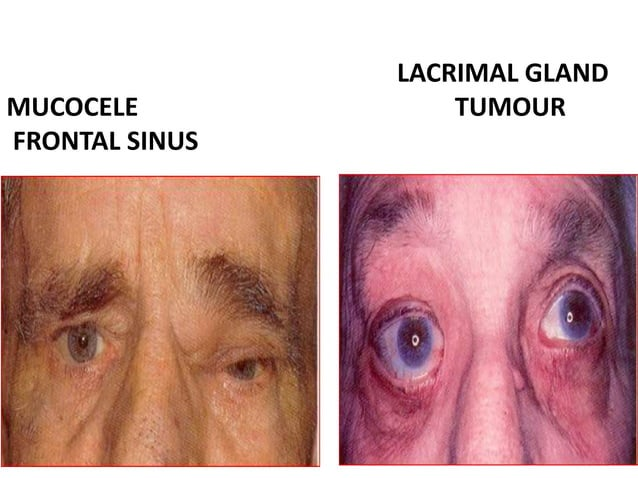 MUCOCELE
FRONTAL SINUS
LACRIMAL GLAND
TUMOUR